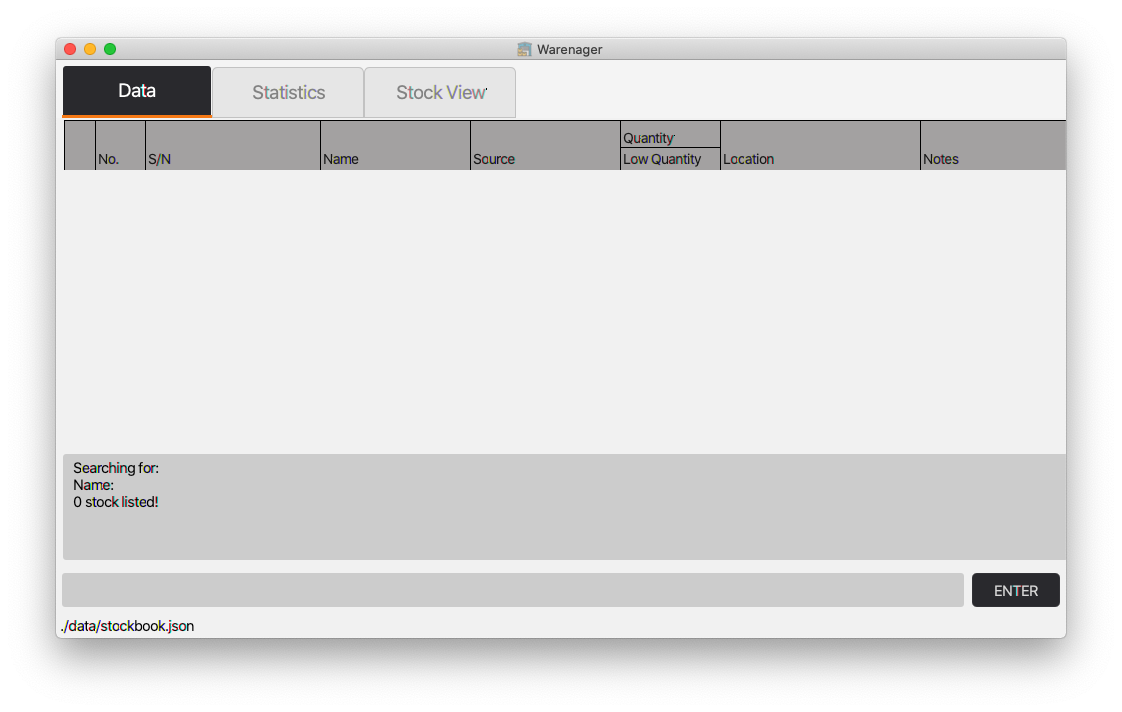 Warenager
Data
Statistics
Stock View
No.
S/N
Name
Source
Quantity
Low Quantity
Location
Notes
Searching for:
Name:
0 stock listed!
ENTER
./data/stockbook.json